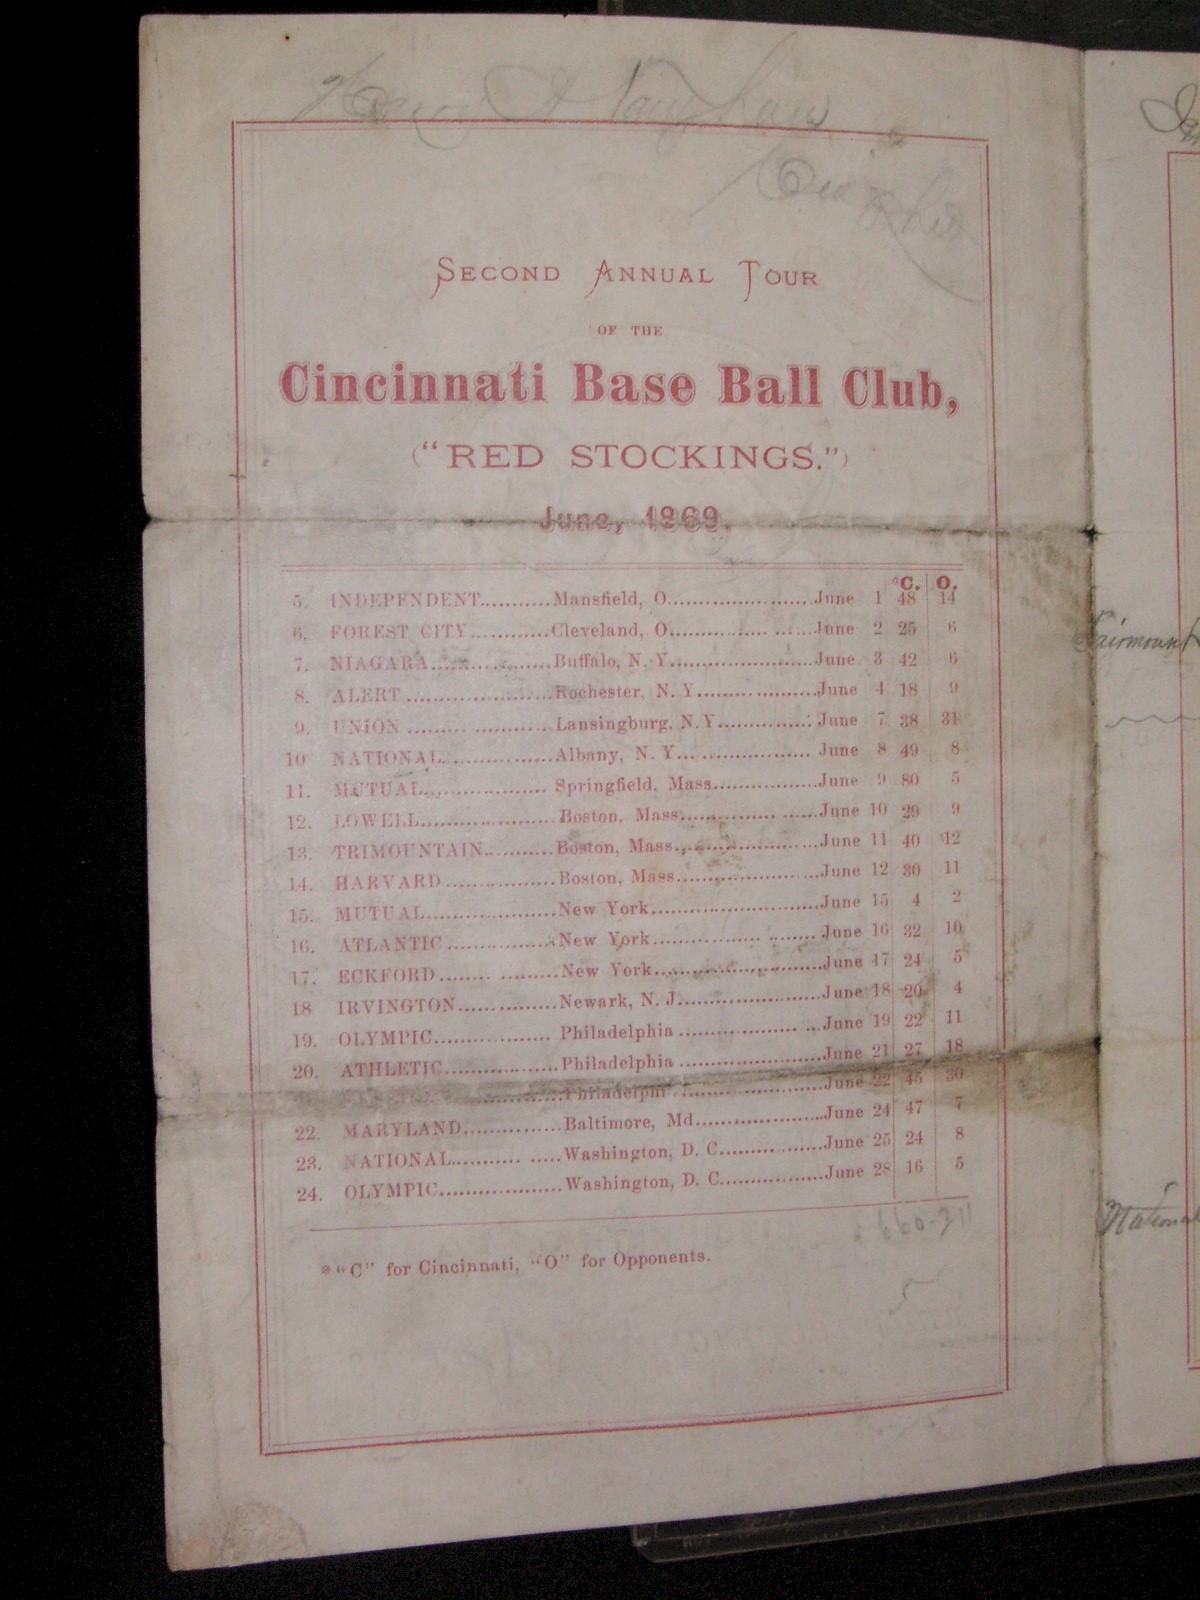 SECOND ANNUAL TOUR
OF THE
Cincinnati Base Ball Club,
("RED STOCKINGS.")
June, 1869.
*C. O.
5. INDEPENDENT...........Mansfield, O......................June 1 48 14
6. FOREST CITY............Cleveland, O......................June 2 25 6
7. NIAGARA..................Buffalo, N. Y......................June 3 42 6
8. ALERT......................Rochester, N. Y..................June 4 18 9
9. UNION......................Lansingburg, N. Y...............June 7 38 31
10 NATIONAL................Albany, N. Y......................June 8 49 8
11. MUTUAL...................Springfield, Mass................June 9 80 5
12. LOWELL....................Boston, Mass.....................June 10 29 9
13. TRIMOUNTAIN...........Boston, Mass.....................June 11 40 12
14. HARVARD.................Boston, Mass.....................June 12 30 11
15. MUTUAL...................New York..........................June 15 4 2
16. ATLANTIC.................New York..........................June 16 32 10
17. ECKFORD..................New York..........................June 17 24 5
18 IRVINGTON...............Newark, N. J.....................June 18 20 4
19. OLYMPIC................... Philadelphia......................June 19 22 11
20. ATHLETIC..................Philadelphia......................June 21 27 18
Philadelphi June 22 45 30
22. MARYLAND...............Baltimore, Md....................June 24 47 7
23. NATIONAL................Washington, D. C................June 25 24 8
24. OLYMPIC...................Washington, D. C................June 28 16 5
660-211
*"C" for Cincinnati, "O" for Opponents.
Fairmount
National